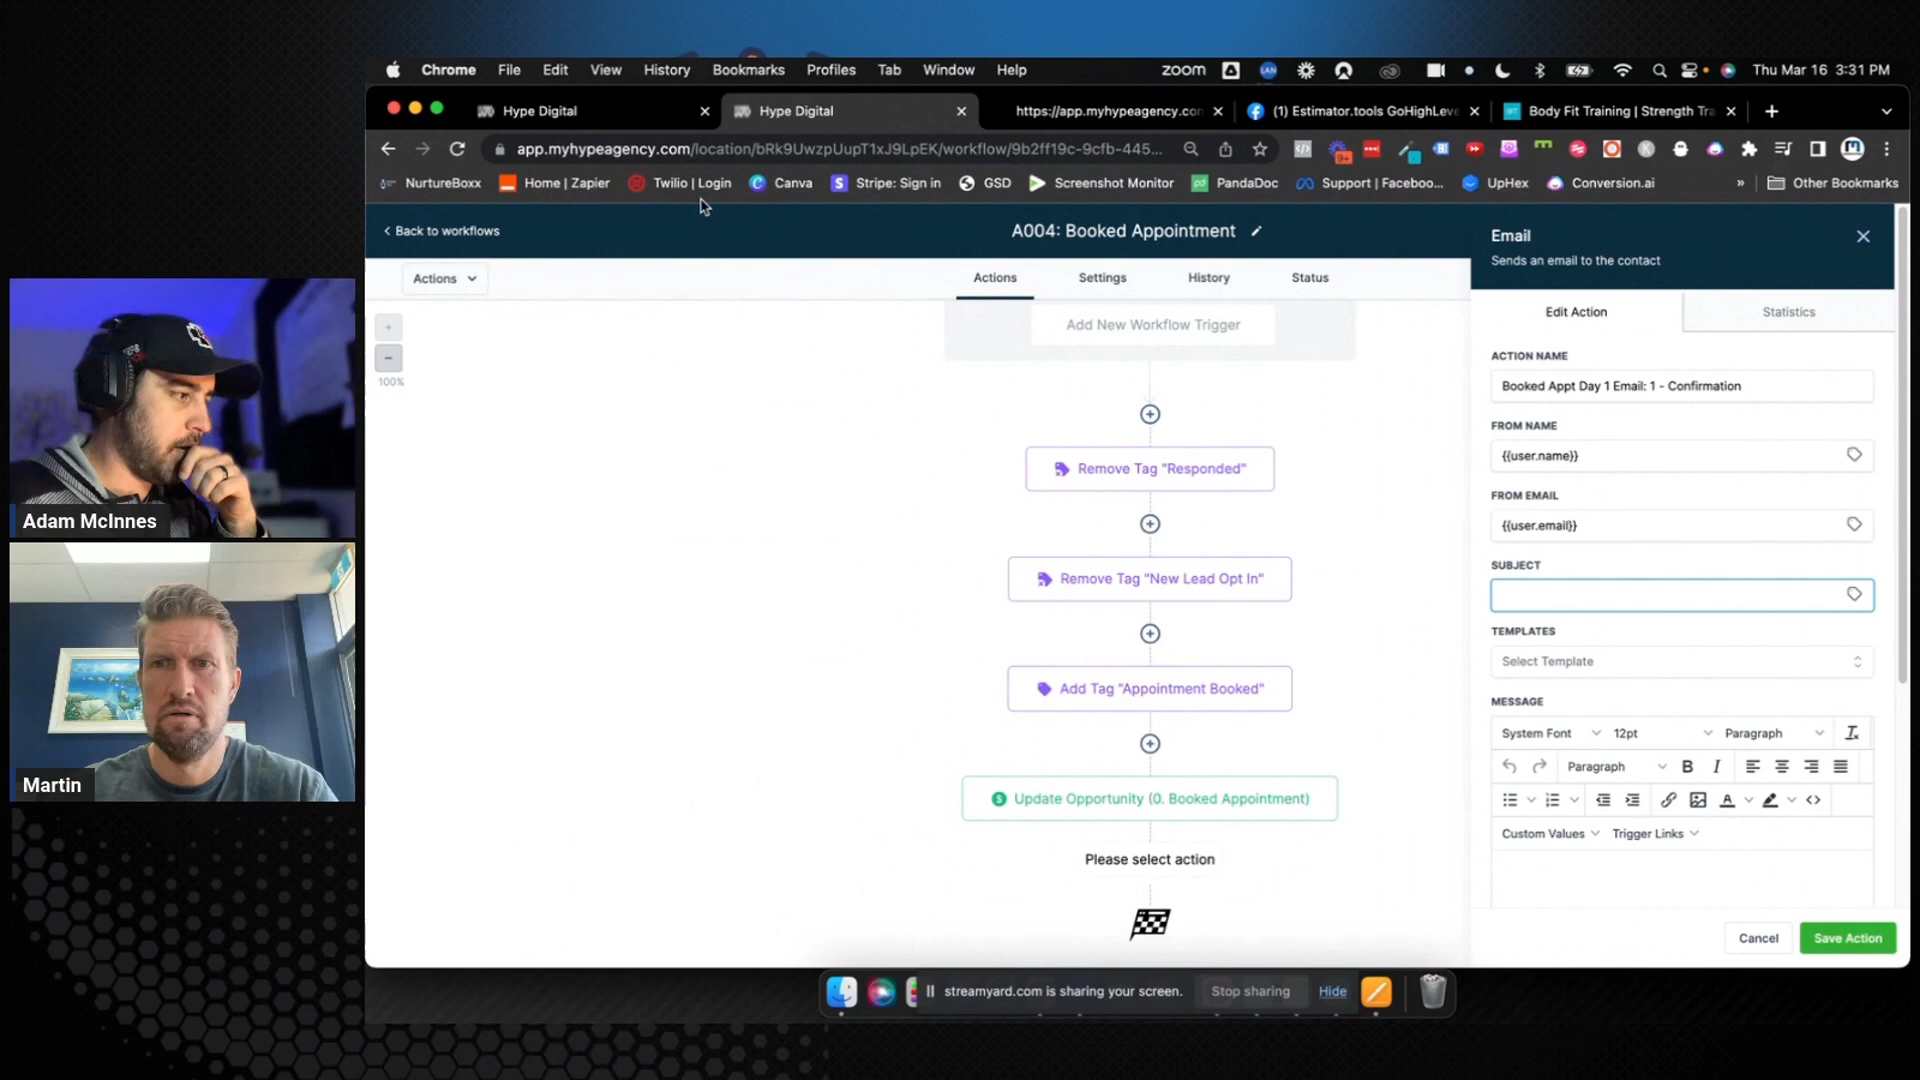 Chrome File Edit View History Bookmarks Profiles Tab Window Help
zoom LAN Thu Mar 16 3:31 PM
Hype Digital
Hype Digital
https://app.myhypeagency.con
(1) Estimator.tools GoHighLeve
Body Fit Training | Strength Tra
app.myhypeagency.com/location/bRk9UwzpUupT1xJ9LpEK/workflow/9b2ff19c-9cfb-445...
9+
NurtureBoxx Home | Zapier Twilio | Login Canva Stripe: Sign in GSD Screenshot Monitor PandaDoc Support | Faceboo... UpHex Conversion.ai » Other Bookmarks
Back to workflows
A004: Booked Appointment
Actions
Actions Settings History Status
100%
Add New Workflow Trigger
Remove Tag "Responded"
Remove Tag "New Lead Opt In"
Add Tag "Appointment Booked"
Update Opportunity (0. Booked Appointment)
Please select action
Email
Sends an email to the contact
Edit Action Statistics
ACTION NAME
Booked Appt Day 1 Email: 1 - Confirmation
FROM NAME
{{user.name}}
FROM EMAIL
{{user.email}}
SUBJECT
TEMPLATES
Select Template
MESSAGE
System Font 12pt Paragraph
Paragraph B I
Custom Values Trigger Links
Cancel Save Action
streamyard.com is sharing your screen. Stop sharing Hide
Adam McInnes
Martin